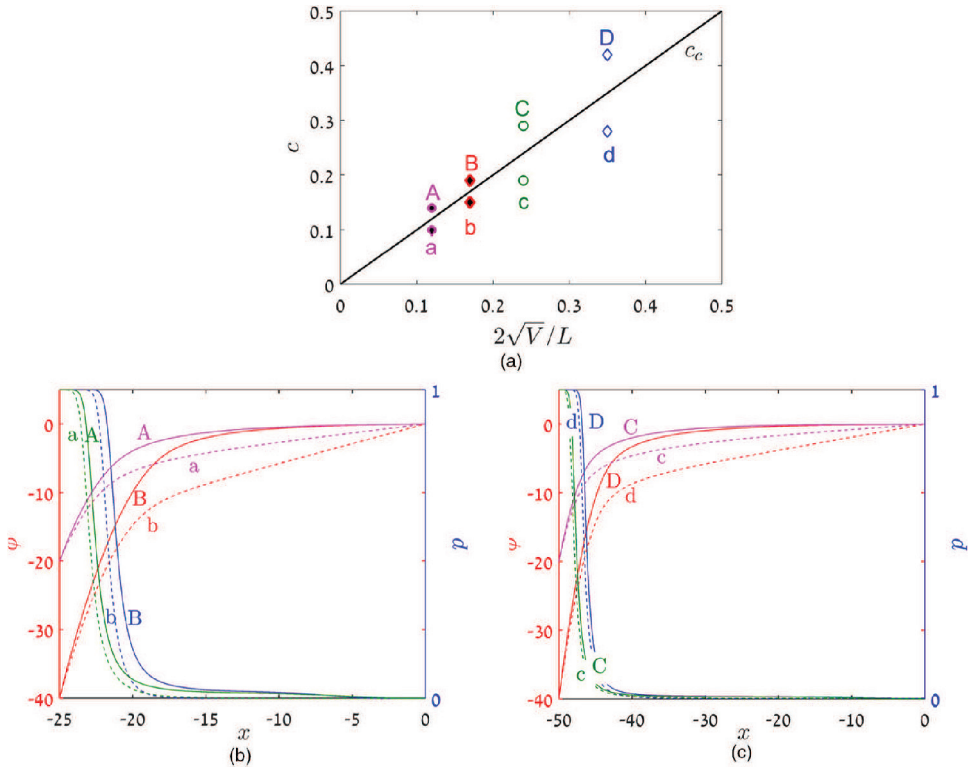 0.5
0.4
0.3
0.2
0.1
0
c
0 0.1 0.2 0.3 0.4 0.5
2√V/L
D
c_c
C
d
B
A
c
b
a
(a)
0
-10
-20
-30
-40
φ
1
p
0
a A
A
a
B
b
b B
-25 -20 -15 -10 -5 0
x
(b)
0
-10
-20
-30
-40
φ
1
p
0
d D
C
c
D
d
c C
-50 -40 -30 -20 -10 0
x
(c)